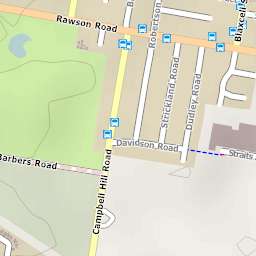 Rawson Road
Robertson
Blaxcell
Strickland Road
Dudley Road
Davidson Road
Straits
Barbers Road
Campbell Hill Road